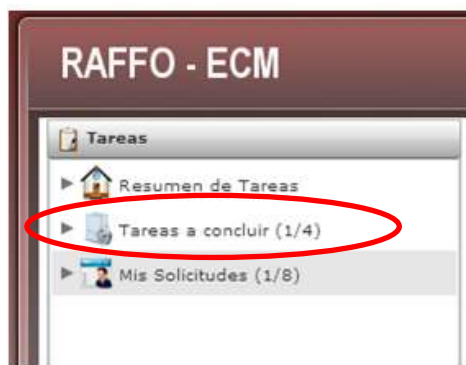 RAFFO - ECM
Tareas
Resumen de Tareas
Tareas a concluir (1/4)
Mis Solicitudes (1/8)